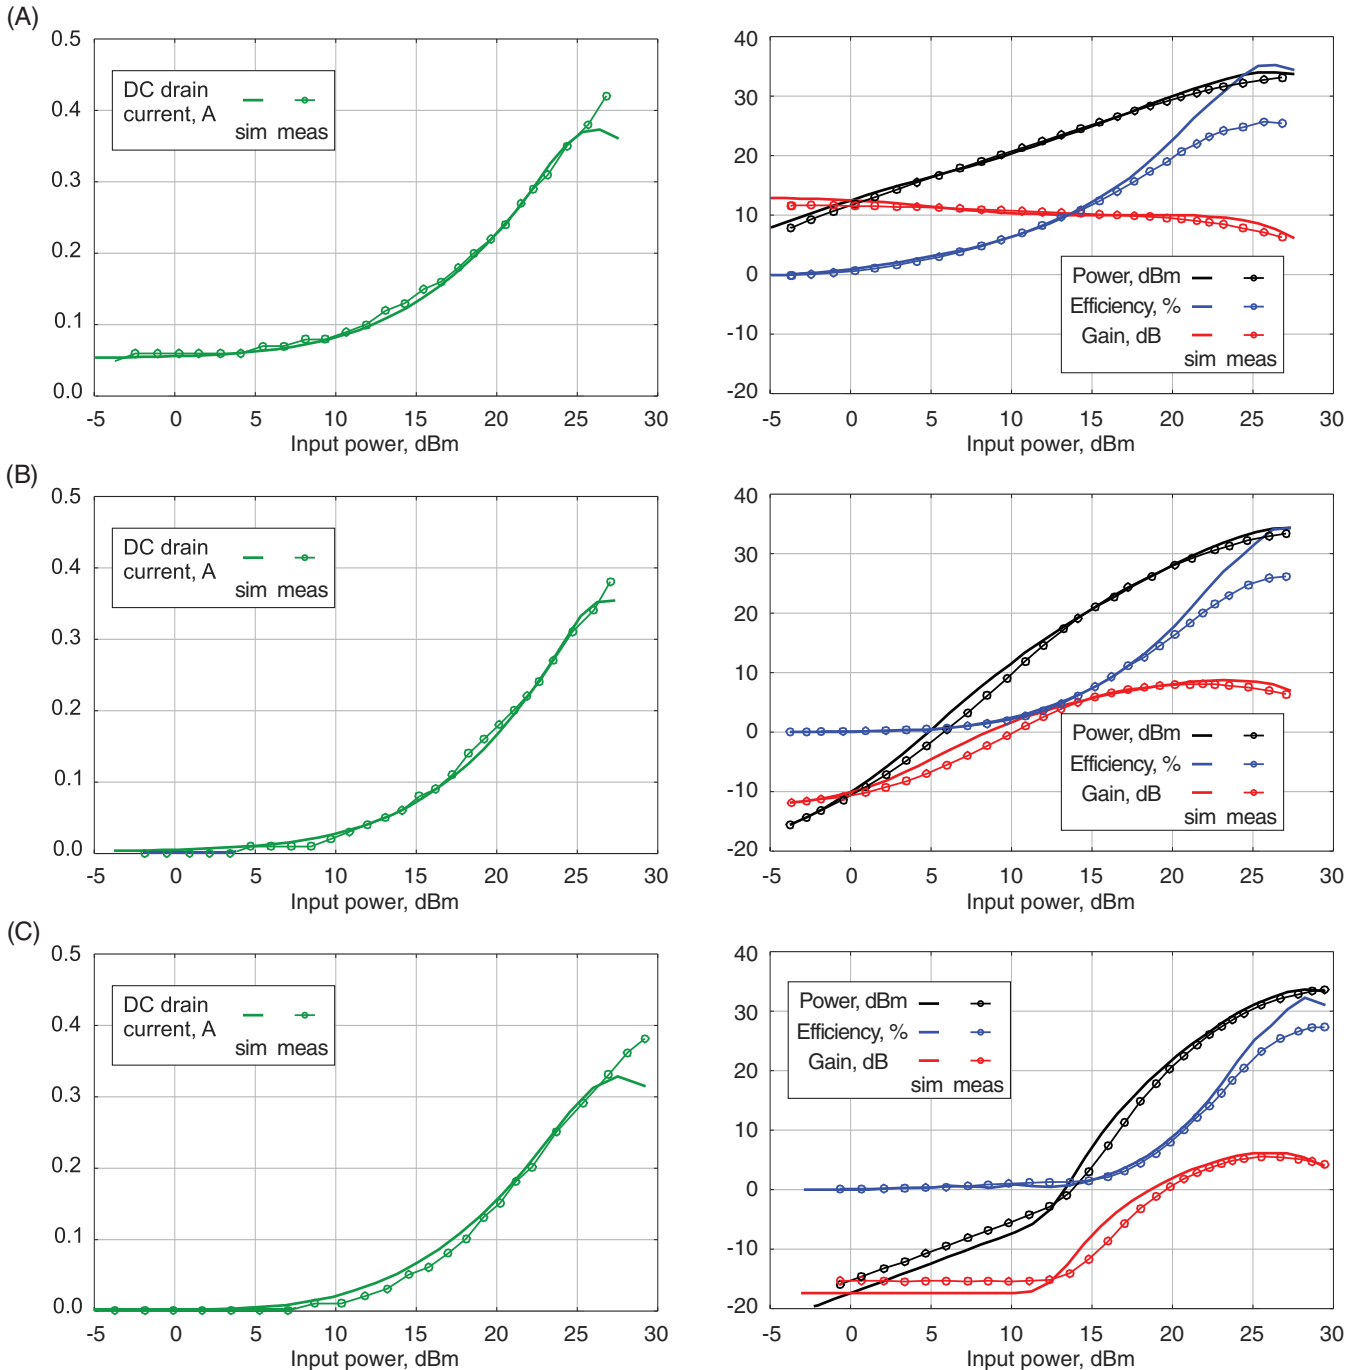 (A)
0.5
0.4
0.3
0.2
0.1
0.0
DC drain
current, A
sim meas
-5 0 5 10 15 20 25 30
Input power, dBm
40
30
20
10
0
-10
-20
Power, dBm
Efficiency, %
Gain, dB
sim meas
-5 0 5 10 15 20 25 30
Input power, dBm
(B)
0.5
0.4
0.3
0.2
0.1
0.0
DC drain
current, A
sim meas
-5 0 5 10 15 20 25 30
Input power, dBm
40
30
20
10
0
-10
-20
Power, dBm
Efficiency, %
Gain, dB
sim meas
-5 0 5 10 15 20 25 30
Input power, dBm
(C)
0.5
0.4
0.3
0.2
0.1
0.0
DC drain
current, A
sim meas
-5 0 5 10 15 20 25 30
Input power, dBm
40
30
20
10
0
-10
-20
Power, dBm
Efficiency, %
Gain, dB
sim meas
-5 0 5 10 15 20 25 30
Input power, dBm